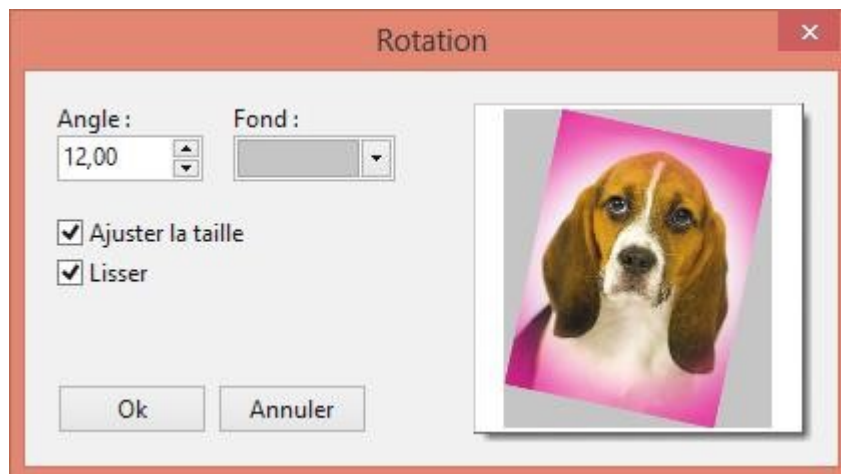 Rotation
Angle : Fond :
12,00
Ajuster la taille
Lisser
Ok Annuler